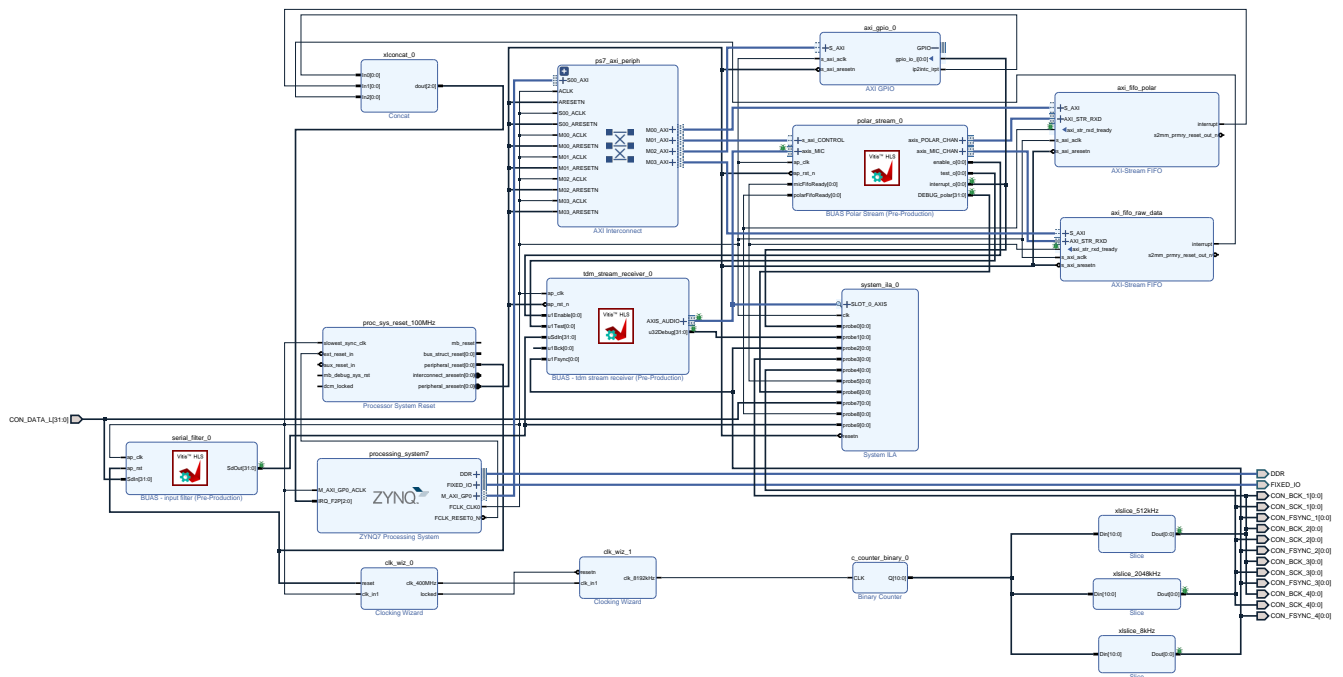 xlconcat_0
In0[0:0]
In1[0:0]
In2[0:0]
dout[2:0]
Concat
ps7_axi_periph
S00_AXI
ACLK
ARESETN
S00_ACLK
S00_ARESETN
M00_ACLK
M00_ARESETN
M01_ACLK
M01_ARESETN
M02_ACLK
M02_ARESETN
M03_ACLK
M03_ARESETN
M00_AXI
M01_AXI
M02_AXI
M03_AXI
AXI Interconnect
axi_gpio_0
S_AXI
s_axi_aclk
s_axi_aresetn
GPIO
gpio_io_i[0:0]
ip2intc_irpt
AXI GPIO
polar_stream_0
s_axi_CONTROL
axis_MIC
ap_clk
ap_rst_n
micFifoReady[0:0]
polarFifoReady[0:0]
Vitis™ HLS
axis_POLAR_CHAN
axis_MIC_CHAN
enable_o[0:0]
test_o[0:0]
interrupt_o[0:0]
DEBUG_polar[31:0]
BUAS Polar Stream (Pre-Production)
axi_fifo_polar
S_AXI
AXI_STR_RXD
axi_str_rxd_tready
s_axi_aclk
s_axi_aresetn
interrupt
s2mm_prmry_reset_out_n
AXI-Stream FIFO
axi_fifo_raw_data
S_AXI
AXI_STR_RXD
axi_str_rxd_tready
s_axi_aclk
s_axi_aresetn
interrupt
s2mm_prmry_reset_out_n
AXI-Stream FIFO
tdm_stream_receiver_0
ap_clk
ap_rst_n
u1Enable[0:0]
u1Test[0:0]
uSdIn[31:0]
u1Bck[0:0]
u1Fsync[0:0]
Vitis™ HLS
AXIS_AUDIO
u32Debug[31:0]
BUAS - tdm stream receiver (Pre-Production)
system_ila_0
SLOT_0_AXIS
clk
probe0[0:0]
probe1[0:0]
probe2[0:0]
probe3[0:0]
probe4[0:0]
probe5[0:0]
probe6[0:0]
probe7[0:0]
probe8[0:0]
probe9[0:0]
resetn
System ILA
proc_sys_reset_100MHz
slowest_sync_clk
ext_reset_in
aux_reset_in
mb_debug_sys_rst
dcm_locked
mb_reset
bus_struct_reset[0:0]
peripheral_reset[0:0]
interconnect_aresetn[0:0]
peripheral_aresetn[0:0]
Processor System Reset
CON_DATA_L[31:0]
serial_filter_0
ap_clk
ap_rst
SdIn[31:0]
Vitis™ HLS
SdOut[31:0]
BUAS - input filter (Pre-Production)
processing_system7
M_AXI_GP0_ACLK
IRQ_F2P[2:0]
ZYNQ
DDR
FIXED_IO
M_AXI_GP0
FCLK_CLK0
FCLK_RESET0_N
ZYNQ7 Processing System
clk_wiz_0
reset
clk_in1
clk_400MHz
locked
Clocking Wizard
clk_wiz_1
resetn
clk_in1
clk_8192kHz
Clocking Wizard
c_counter_binary_0
CLK
Q[10:0]
Binary Counter
xlslice_512kHz
Din[10:0]
Dout[0:0]
Slice
xlslice_2048kHz
Din[10:0]
Dout[0:0]
Slice
xlslice_8kHz
Din[10:0]
Dout[0:0]
Slice
DDR
FIXED_IO
CON_BCK_1[0:0]
CON_SCK_1[0:0]
CON_FSYNC_1[0:0]
CON_BCK_2[0:0]
CON_SCK_2[0:0]
CON_FSYNC_2[0:0]
CON_BCK_3[0:0]
CON_SCK_3[0:0]
CON_FSYNC_3[0:0]
CON_BCK_4[0:0]
CON_SCK_4[0:0]
CON_FSYNC_4[0:0]